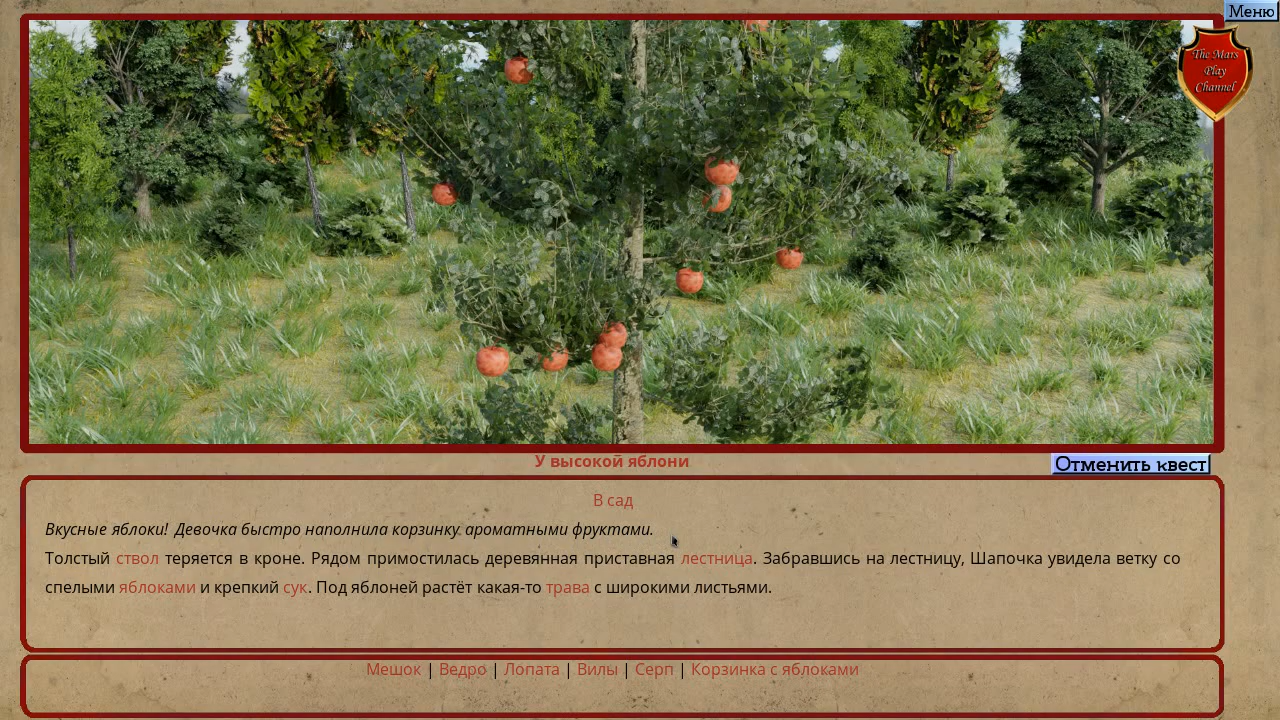 Меню
The Mars
Play
Channel
У высокой яблони
Отменить квест
В сад
Вкусные яблоки! Девочка быстро наполнила корзинку ароматными фруктами.
Толстый ствол теряется в кроне. Рядом примостилась деревянная приставная лестница. Забравшись на лестницу, Шапочка увидела ветку со
спелыми яблоками и крепкий сук. Под яблоней растёт какая-то трава с широкими листьями.
Мешок | Ведро | Лопата | Вилы | Серп | Корзинка с яблоками